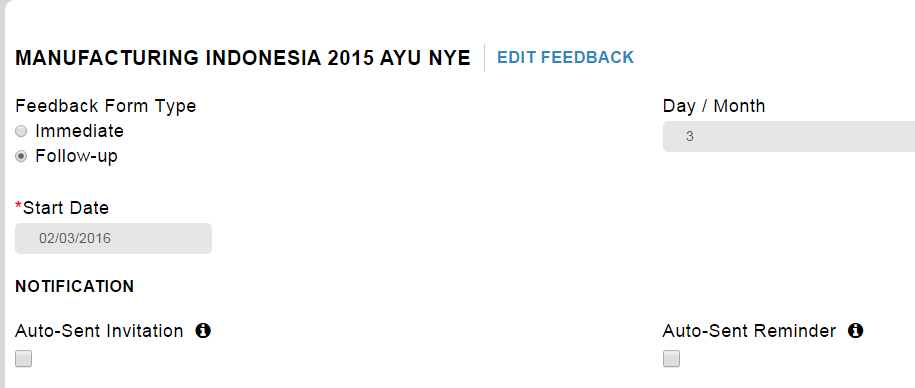 MANUFACTURING INDONESIA 2015 AYU NYE EDIT FEEDBACK
Feedback Form Type
Immediate
Follow-up
Day / Month
3
*Start Date
02/03/2016
NOTIFICATION
Auto-Sent Invitation
Auto-Sent Reminder